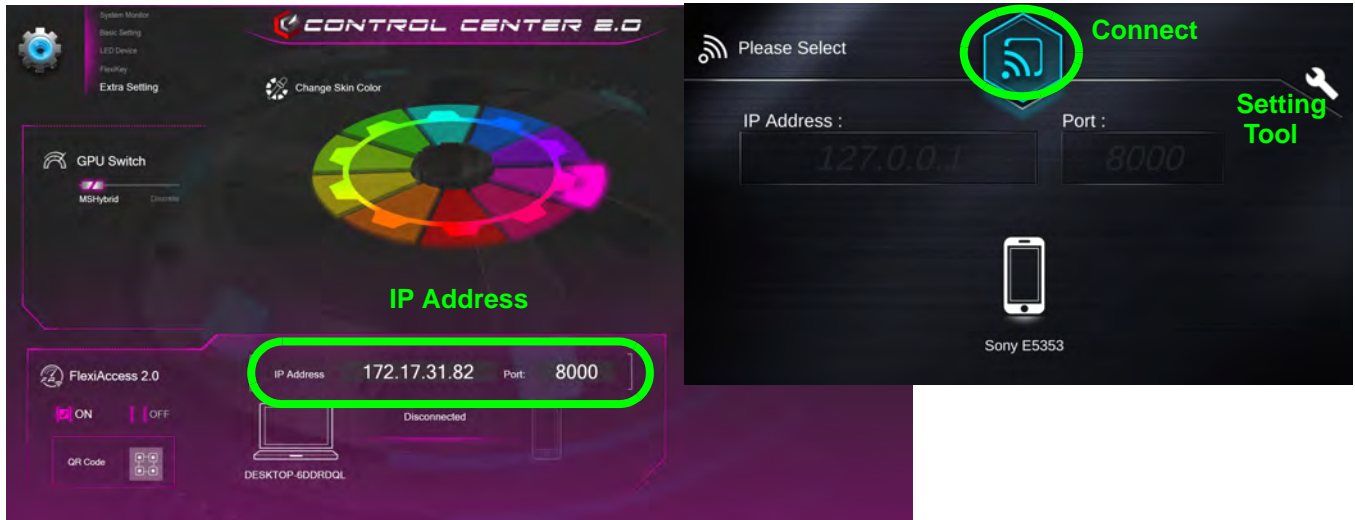 System Monitor
Basic Setting
LED Device
FlexiKey
Extra Setting
CONTROL CENTER 2.0
Change Skin Color
GPU Switch
MSHybrid Discrete
IP Address
FlexiAccess 2.0
ON OFF
QR Code
IP Address 172.17.31.82 Port: 8000
Disconnected
DESKTOP-6DDRDQL
Please Select
Connect
Setting
Tool
IP Address : Port :
127.0.0.1 8000
Sony E5353